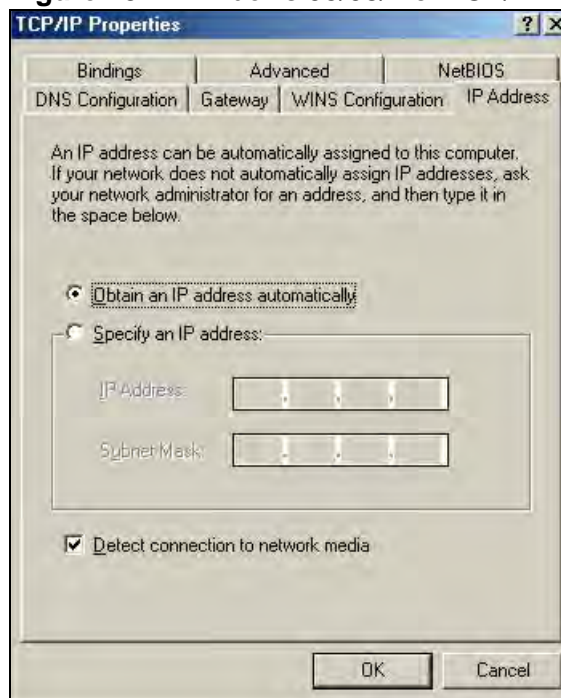 TCP/IP Properties
? ×
Bindings
Advanced
NetBIOS
DNS Configuration
Gateway
WINS Configuration
IP Address
An IP address can be automatically assigned to this computer.
If your network does not automatically assign IP addresses, ask
your network administrator for an address, and then type it in
the space below.
Obtain an IP address automatically
Specify an IP address:
IP Address:
. . .
Subnet Mask:
. . .
Detect connection to network media
OK
Cancel